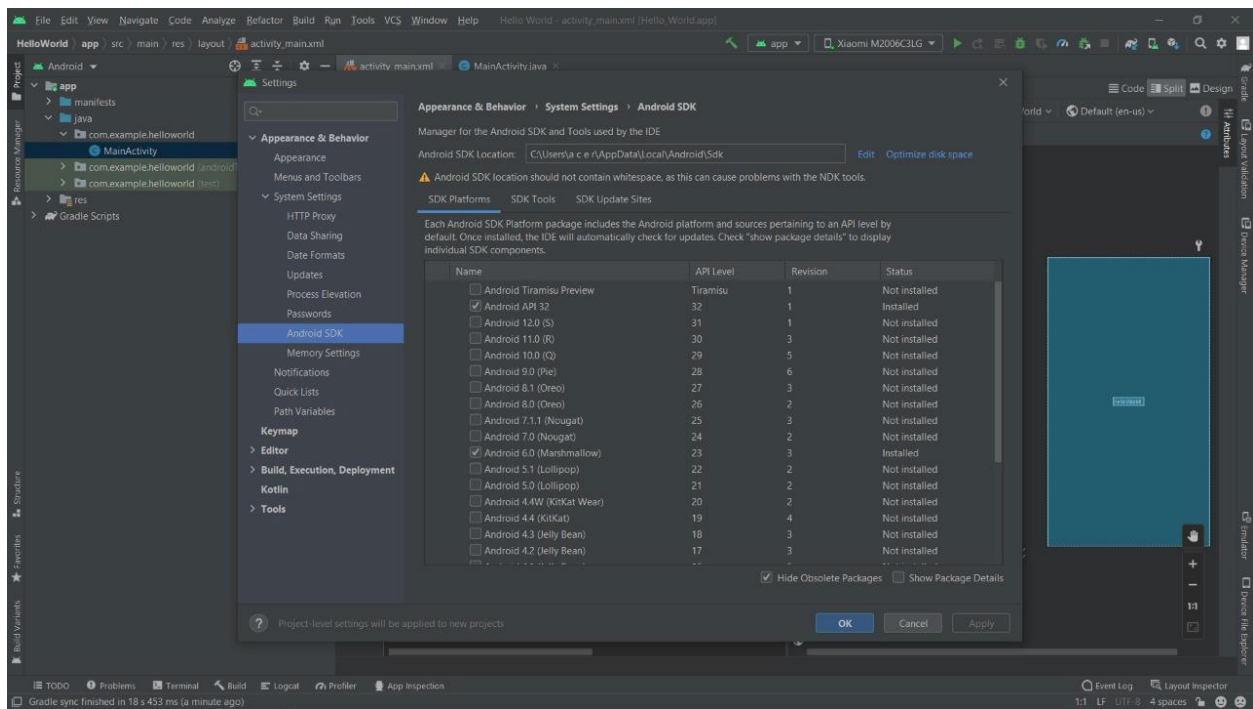 File Edit View Navigate Code Analyze Refactor Build Run Tools VCS Window Help Hello World - activity_main.xml [Hello_World.app]
HelloWorld app src main res layout activity_main.xml
app Xiaomi M2006C3LG
Android activity_main.xml MainActivity.java
Code Split Design
Default (en-us)
Project
Resource Manager
Structure
Favorites
Build Variants
app
manifests
java
com.example.helloworld
MainActivity
com.example.helloworld
com.example.helloworld (test)
res
Gradle Scripts
Settings
Appearance & Behavior
Appearance
Menus and Toolbars
System Settings
HTTP Proxy
Data Sharing
Date Formats
Updates
Process Elevation
Passwords
Android SDK
Memory Settings
Notifications
Quick Lists
Path Variables
Keymap
Editor
Build, Execution, Deployment
Kotlin
Tools
Appearance & Behavior › System Settings › Android SDK
Manager for the Android SDK and Tools used by the IDE
Android SDK Location: C:\Users\a c e r\AppData\Local\Android\Sdk Edit Optimize disk space
Android SDK location should not contain whitespace, as this can cause problems with the NDK tools.
SDK Platforms SDK Tools SDK Update Sites
Each Android SDK Platform package includes the Android platform and sources pertaining to an API level by
default. Once installed, the IDE will automatically check for updates. Check "show package details" to display
individual SDK components.
Name API Level Revision Status
Android Tiramisu Preview Tiramisu 1 Not installed
Android API 32 32 1 Installed
Android 12.0 (S) 31 1 Not installed
Android 11.0 (R) 30 3 Not installed
Android 10.0 (Q) 29 5 Not installed
Android 9.0 (Pie) 28 6 Not installed
Android 8.1 (Oreo) 27 3 Not installed
Android 8.0 (Oreo) 26 2 Not installed
Android 7.1.1 (Nougat) 25 3 Not installed
Android 7.0 (Nougat) 24 2 Not installed
Android 6.0 (Marshmallow) 23 3 Installed
Android 5.1 (Lollipop) 22 2 Not installed
Android 5.0 (Lollipop) 21 2 Not installed
Android 4.4W (KitKat Wear) 20 2 Not installed
Android 4.4 (KitKat) 19 4 Not installed
Android 4.3 (Jelly Bean) 18 3 Not installed
Android 4.2 (Jelly Bean) 17 3 Not installed
Hide Obsolete Packages Show Package Details
Project-level settings will be applied to new projects
OK Cancel Apply
1:1
Gradle
Attributes
Layout Validation
Device Manager
Emulator
Device File Explorer
TODO Problems Terminal Build Logcat Profiler App Inspection Event Log Layout Inspector
Gradle sync finished in 18 s 453 ms (a minute ago) 1:1 LF UTF-8 4 spaces